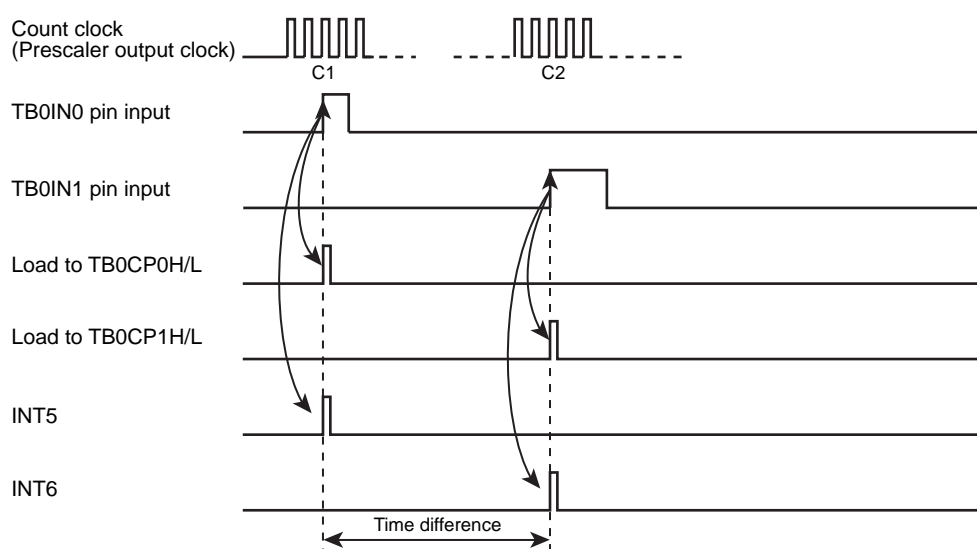 Count clock
(Prescaler output clock)
C1
C2
TB0IN0 pin input
TB0IN1 pin input
Load to TB0CP0H/L
Load to TB0CP1H/L
INT5
INT6
Time difference